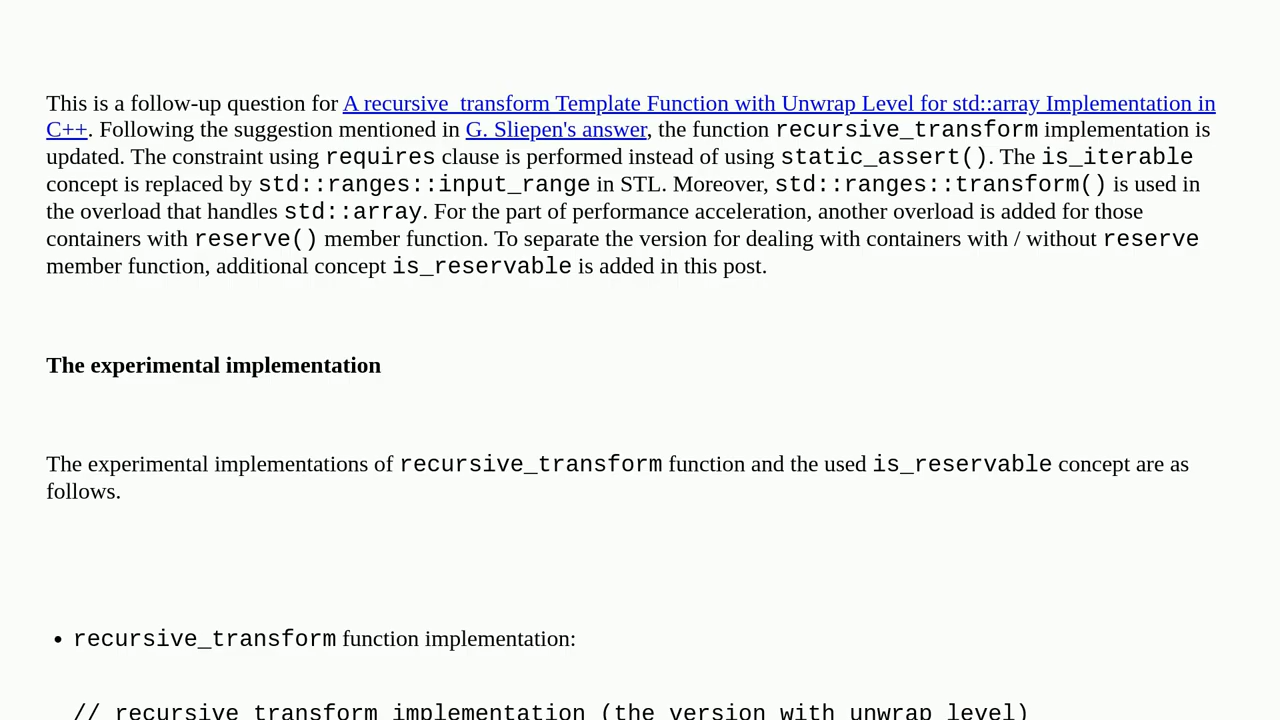 This is a follow-up question for A recursive_transform Template Function with Unwrap Level for std::array Implementation in
C++. Following the suggestion mentioned in G. Sliepen's answer, the function recursive_transform implementation is
updated. The constraint using requires clause is performed instead of using static_assert(). The is_iterable
concept is replaced by std::ranges::input_range in STL. Moreover, std::ranges::transform() is used in
the overload that handles std::array. For the part of performance acceleration, another overload is added for those
containers with reserve() member function. To separate the version for dealing with containers with / without reserve
member function, additional concept is_reservable is added in this post.
The experimental implementation
The experimental implementations of recursive_transform function and the used is_reservable concept are as
follows.
• recursive_transform function implementation:
// recursive_transform implementation (the version with unwrap_level)